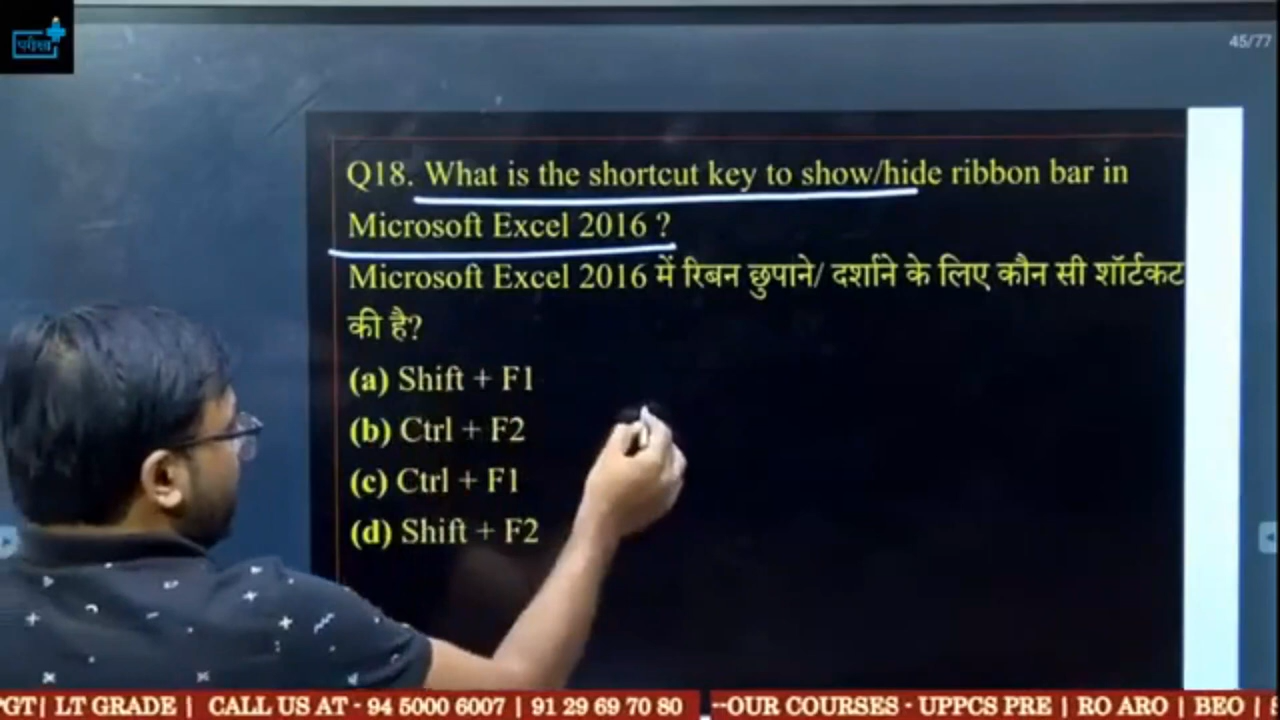 परीक्षा
45/77
Q18. What is the shortcut key to show/hide ribbon bar in
Microsoft Excel 2016 ?
Microsoft Excel 2016 में रिबन छुपाने/ दर्शाने के लिए कौन सी शॉर्टकट
की है?
(a) Shift + F1
(b) Ctrl + F2
(c) Ctrl + F1
(d) Shift + F2
PGT| LT GRADE | CALL US AT - 94 5000 6007 | 91 29 69 70 80 --OUR COURSES - UPPCS PRE | RO ARO | BEO |